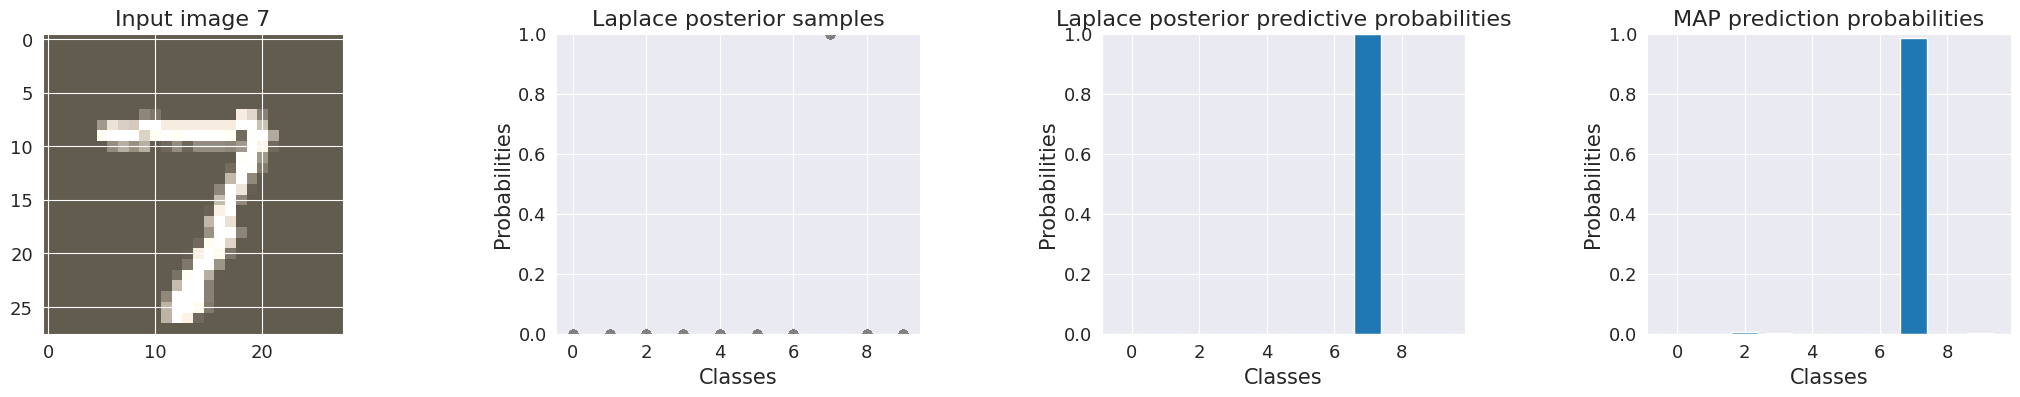 Input image 7
0
5
10
15
20
25
0 10 20
7
Laplace posterior samples
Probabilities
1.0
0.8
0.6
0.4
0.2
0.0
0 2 4 6 8
Classes
Laplace posterior predictive probabilities
Probabilities
1.0
0.8
0.6
0.4
0.2
0.0
0 2 4 6 8
Classes
MAP prediction probabilities
Probabilities
1.0
0.8
0.6
0.4
0.2
0.0
0 2 4 6 8
Classes